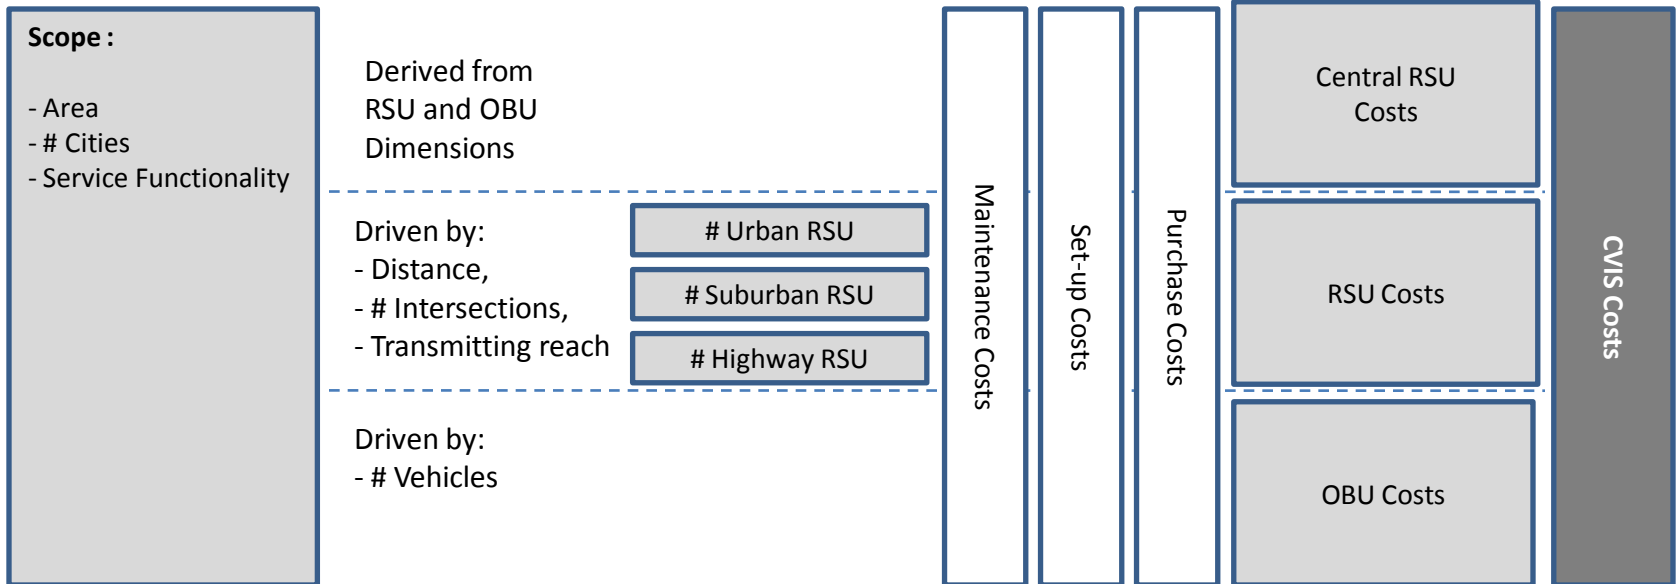 Scope :
- Area
- # Cities
- Service Functionality
Derived from
RSU and OBU
Dimensions
Driven by:
- Distance,
- # Intersections,
- Transmitting reach
Driven by:
- # Vehicles
# Urban RSU
# Suburban RSU
# Highway RSU
Maintenance Costs
Set-up Costs
Purchase Costs
Central RSU
Costs
RSU Costs
OBU Costs
CVIS Costs